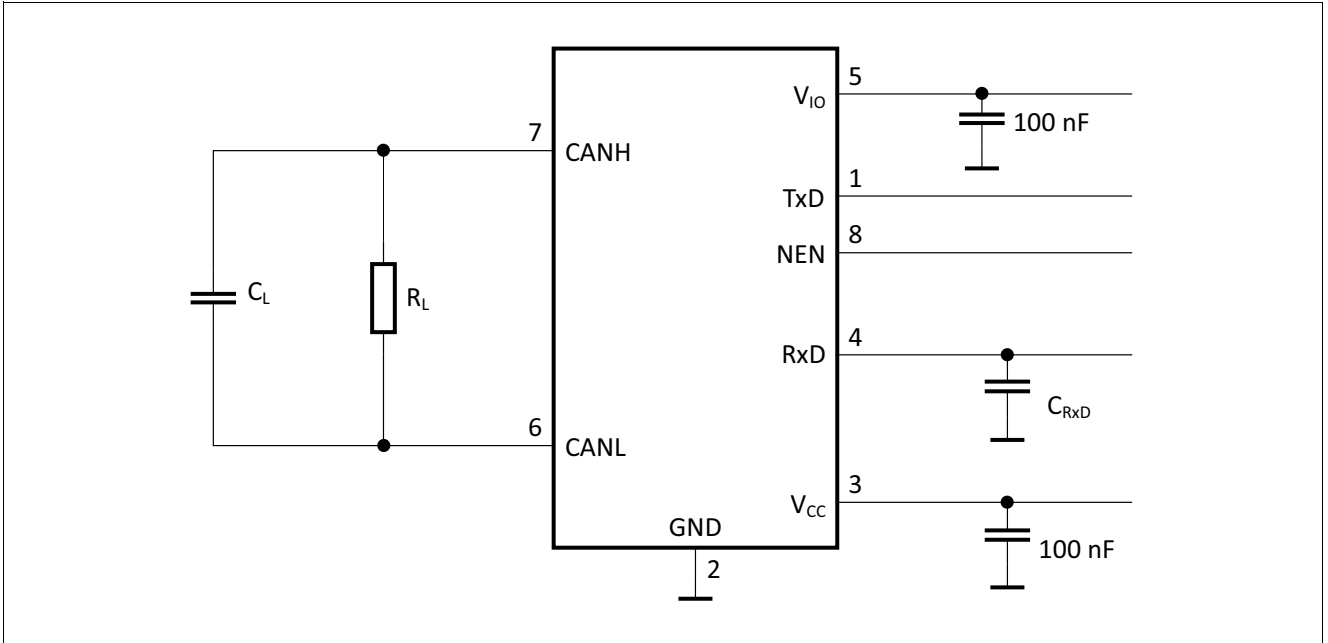 5
V_IO
100 nF
7
CANH
1
TxD
8
NEN
C_L
R_L
4
RxD
C_RxD
6
CANL
3
V_CC
GND
100 nF
2